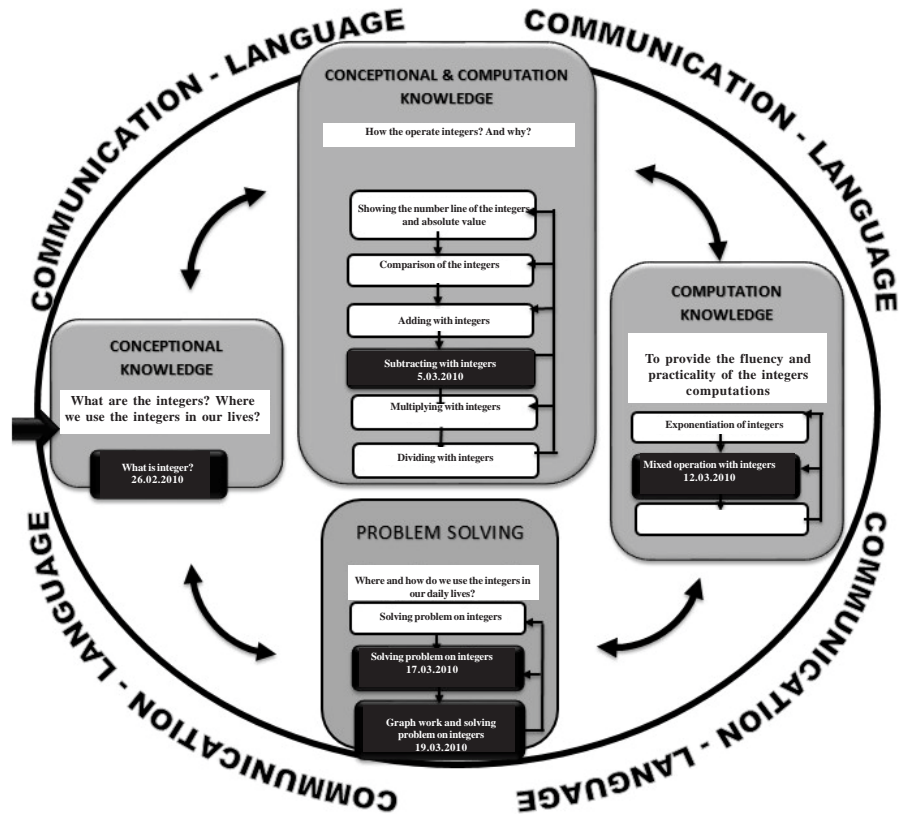 COMMUNICATION - LANGUAGE
COMMUNICATION - LANGUAGE
CONCEPTIONAL & COMPUTATION
KNOWLEDGE
How the operate integers? And why?
Showing the number line of the integers
and absolute value
Comparison of the integers
Adding with integers
Subtracting with integers
5.03.2010
Multiplying with integers
Dividing with integers
CONCEPTIONAL
KNOWLEDGE
What are the integers? Where
we use the integers in our lives?
What is integer?
26.02.2010
COMPUTATION
KNOWLEDGE
To provide the fluency and
practicality of the integers
computations
Exponentiation of integers
Mixed operation with integers
12.03.2010
PROBLEM SOLVING
Where and how do we use the integers in
our daily lives?
Solving problem on integers
Solving problem on integers
17.03.2010
Graph work and solving
problem on integers
19.03.2010
COMMUNICATION - LANGUAGE
COMMUNICATION - LANGUAGE